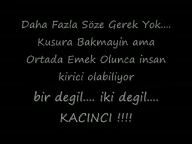 Daha Fazla Söze Gerek Yok....
Kusura Bakmayin ama
Ortada Emek Olunca insan
kirici olabiliyor
bir degil.... iki degil....
KACINCI !!!!